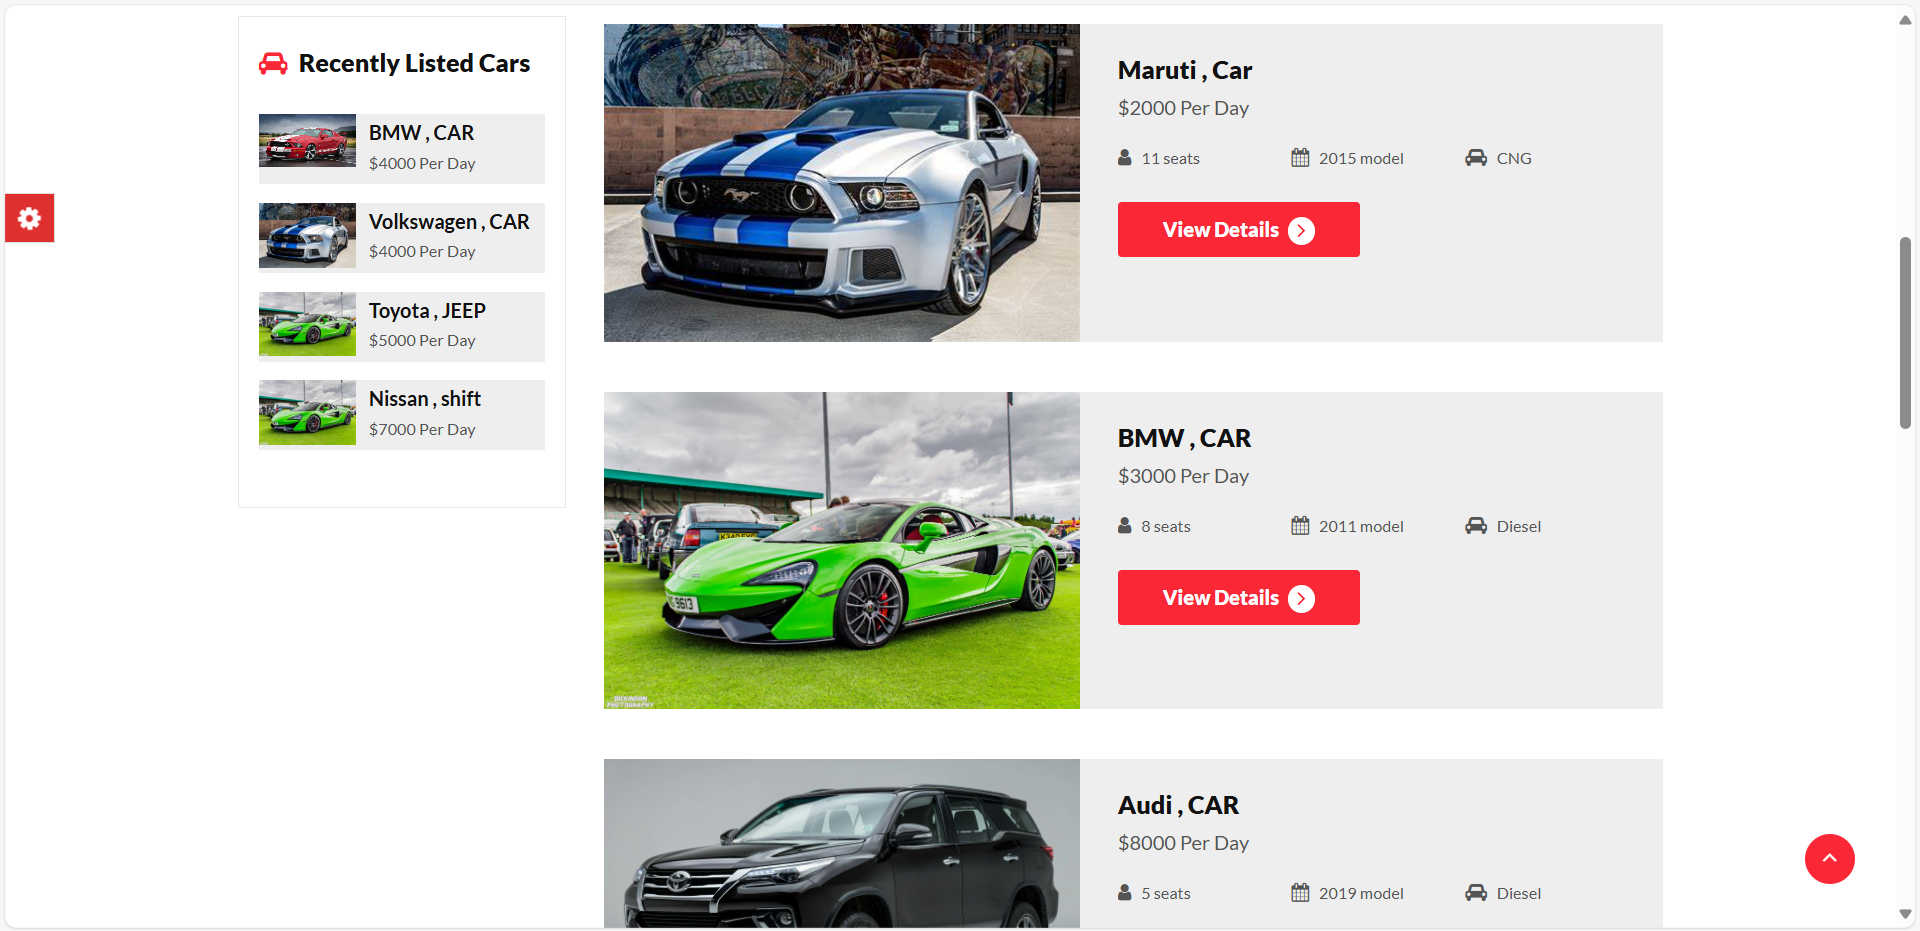 Recently Listed Cars
BMW , CAR
$4000 Per Day
Volkswagen , CAR
$4000 Per Day
Toyota , JEEP
$5000 Per Day
Nissan , shift
$7000 Per Day
Maruti , Car
$2000 Per Day
11 seats
2015 model
CNG
View Details
BMW , CAR
$3000 Per Day
8 seats
2011 model
Diesel
View Details
DICKINSON
PHOTOGRAPHY
Audi , CAR
$8000 Per Day
5 seats
2019 model
Diesel